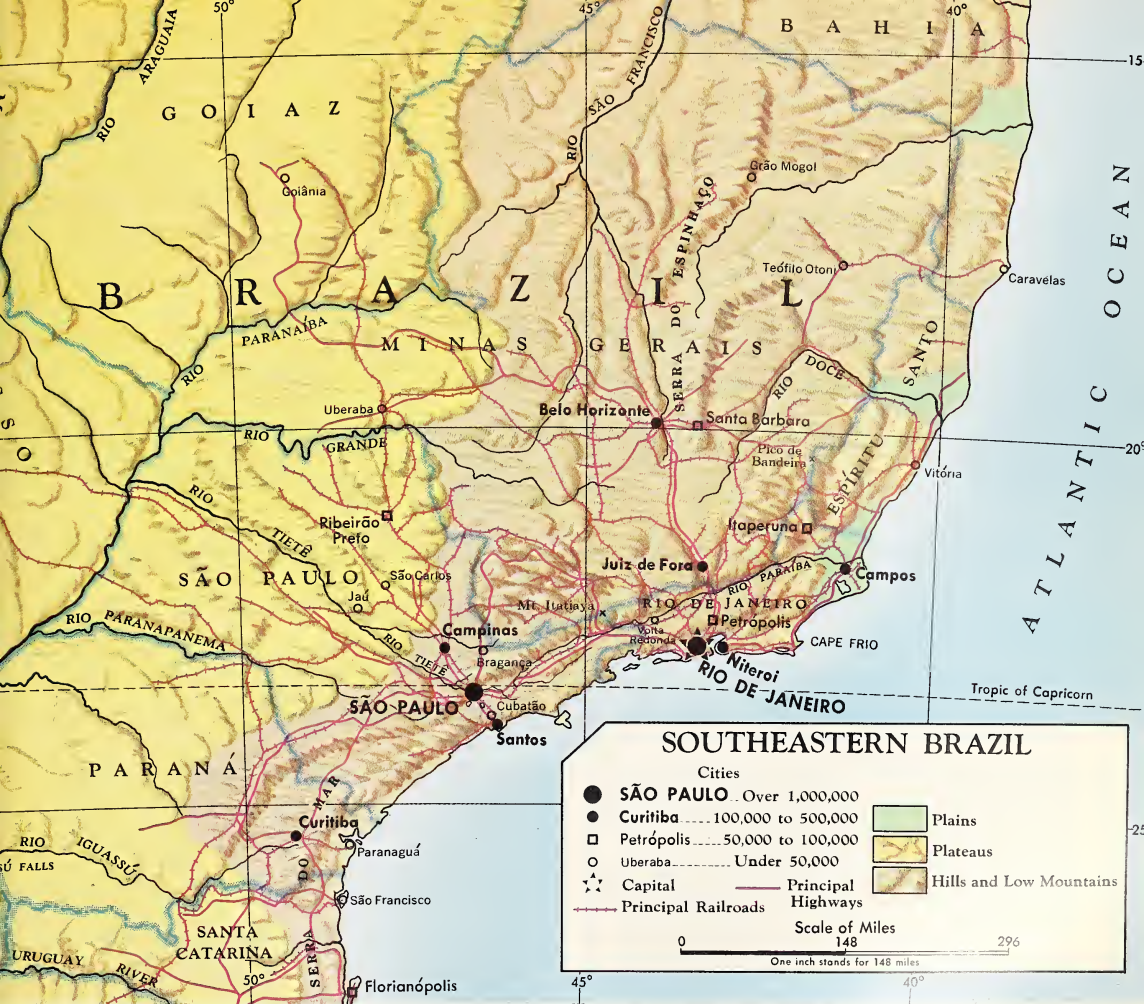 50°
45°
40°
15
B A H I A
RIO ARAGUAIA
RIO SÃO FRANCISCO
G O I A Z
Goiânia
Grão Mogol
SERRA DO ESPINHAÇO
Teófilo Otoni
Caravelas
B R A Z I L
ATLANTIC OCEAN
RIO PARANAÍBA
M I N A S G E R A I S
ESPÍRITU SANTO
RIO DOCE
S O
Uberaba
Belo Horizonte
Santa Bárbara
RIO GRANDE
Pico de
Bandeira
20°
Vitória
RIO TIETÊ
Ribeirão
Preto
Itaperuna
Juiz de Fora
RIO PARAÍBA
Campos
SÃO PAULO
São Carlos
Jaú
Mt. Itatiaya
RIO DE JANEIRO
Volta
Redonda
Petrópolis
RIO PARANAPANEMA
Campinas
RIO TIETÊ
Bragança
CAPE FRIO
Niteroi
RIO DE JANEIRO
Tropic of Capricorn
SÃO PAULO
Cubatão
Santos
PARANÁ
SERRA DO MAR
Curitiba
Paranaguá
RIO IGUASSÚ
SÚ FALLS
São Francisco
SANTA
CATARINA
URUGUAY RIVER
50°
Florianópolis
45°
40°
25
SOUTHEASTERN BRAZIL
Cities
SÃO PAULO Over 1,000,000
Curitiba 100,000 to 500,000
Petrópolis 50,000 to 100,000
Uberaba Under 50,000
Capital
Principal
Highways
Principal Railroads
Plains
Plateaus
Hills and Low Mountains
Scale of Miles
0 148 296
One inch stands for 148 miles